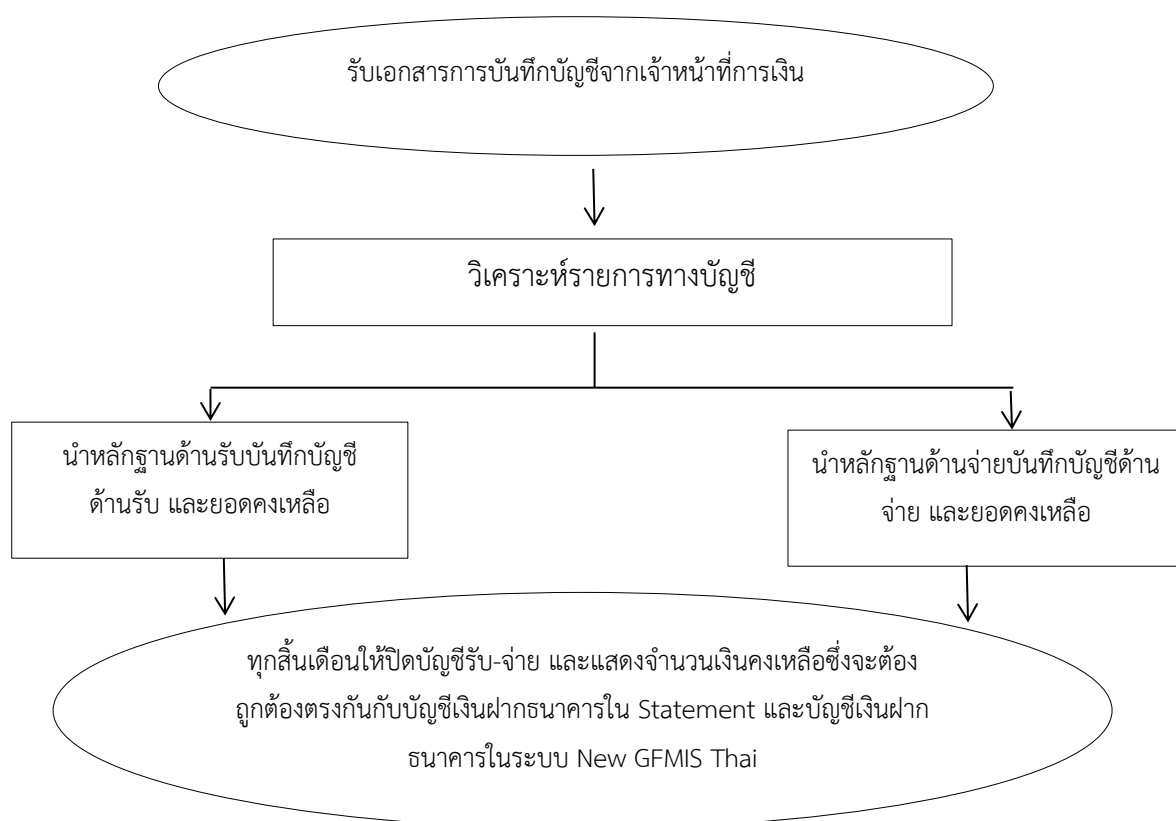 รับเอกสารการบันทึกบัญชีจากเจ้าหน้าที่การเงิน
วิเคราะห์รายการทางบัญชี
นำหลักฐานด้านรับบันทึกบัญชี
ด้านรับ และยอดคงเหลือ
นำหลักฐานด้านจ่ายบันทึกบัญชีด้าน
จ่าย และยอดคงเหลือ
ทุกสิ้นเดือนให้ปิดบัญชีรับ-จ่าย และแสดงจำนวนเงินคงเหลือซึ่งจะต้อง
ถูกต้องตรงกันกับบัญชีเงินฝากธนาคารใน Statement และบัญชีเงินฝาก
ธนาคารในระบบ New GFMIS Thai